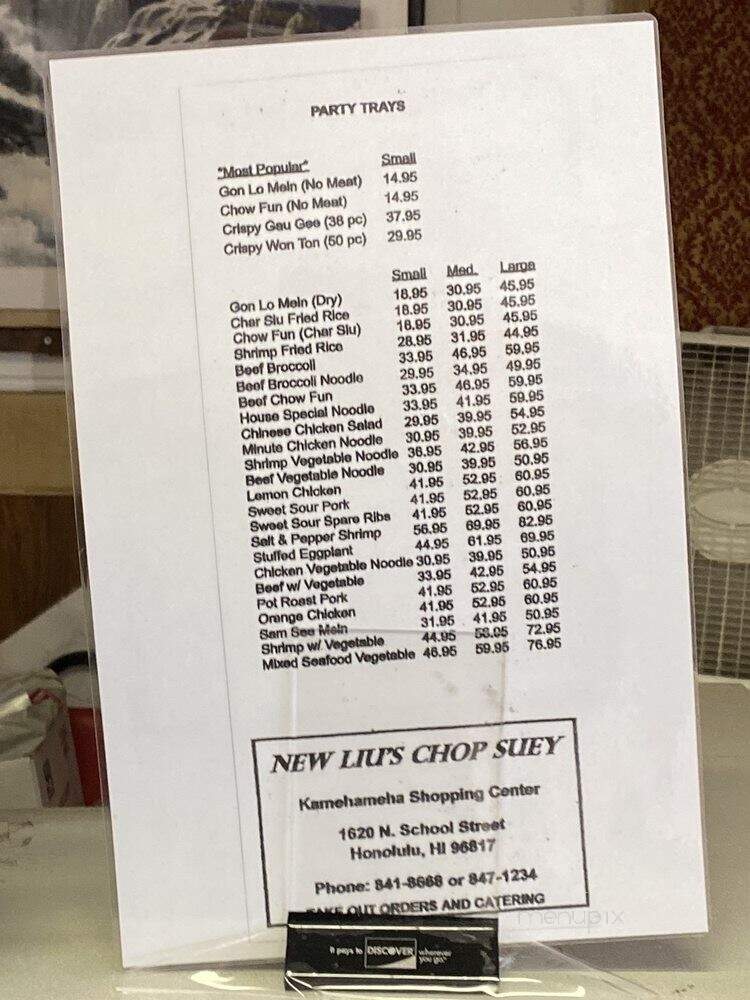 PARTY TRAYS
"Most Popular" Small
Gon Lo Mein (No Meat) 14.95
Chow Fun (No Meat) 14.95
Crispy Gau Gee (38 pc) 37.95
Crispy Won Ton (50 pc) 29.95
Small Med. Large
Gon Lo Mein (Dry) 18.95 30.95 45.95
Char Siu Fried Rice 18.95 30.95 45.95
Chow Fun (Char Siu) 18.95 30.95 45.95
Shrimp Fried Rice 28.95 31.95 44.95
Beef Broccoli 33.95 46.95 59.95
Beef Broccoli Noodle 29.95 34.95 49.95
Beef Chow Fun 33.95 46.95 59.95
House Special Noodle 33.95 41.95 59.95
Chinese Chicken Salad 29.95 39.95 54.95
Minute Chicken Noodle 30.95 39.95 52.95
Shrimp Vegetable Noodle 36.95 42.95 56.95
Beef Vegetable Noodle 30.95 39.95 50.95
Lemon Chicken 41.95 52.95 60.95
Sweet Sour Pork 41.95 52.95 60.95
Sweet Sour Spare Ribs 41.95 52.95 60.95
Salt & Pepper Shrimp 56.95 69.95 82.95
Stuffed Eggplant 44.95 61.95 69.95
Chicken Vegetable Noodle 30.95 39.95 50.95
Beef w/ Vegetable 33.95 42.95 54.95
Pot Roast Pork 41.95 52.95 60.95
Orange Chicken 41.95 52.95 60.95
Sam See Mein 31.95 41.95 50.95
Shrimp w/ Vegetable 44.95 58.95 72.95
Mixed Seafood Vegetable 46.95 59.95 76.95
NEW LIU'S CHOP SUEY
Kamehameha Shopping Center
1620 N. School Street
Honolulu, HI 96817
Phone: 841-8668 or 847-1234
TAKE OUT ORDERS AND CATERING
menupix
It pays to DISCOVER wherever you go.